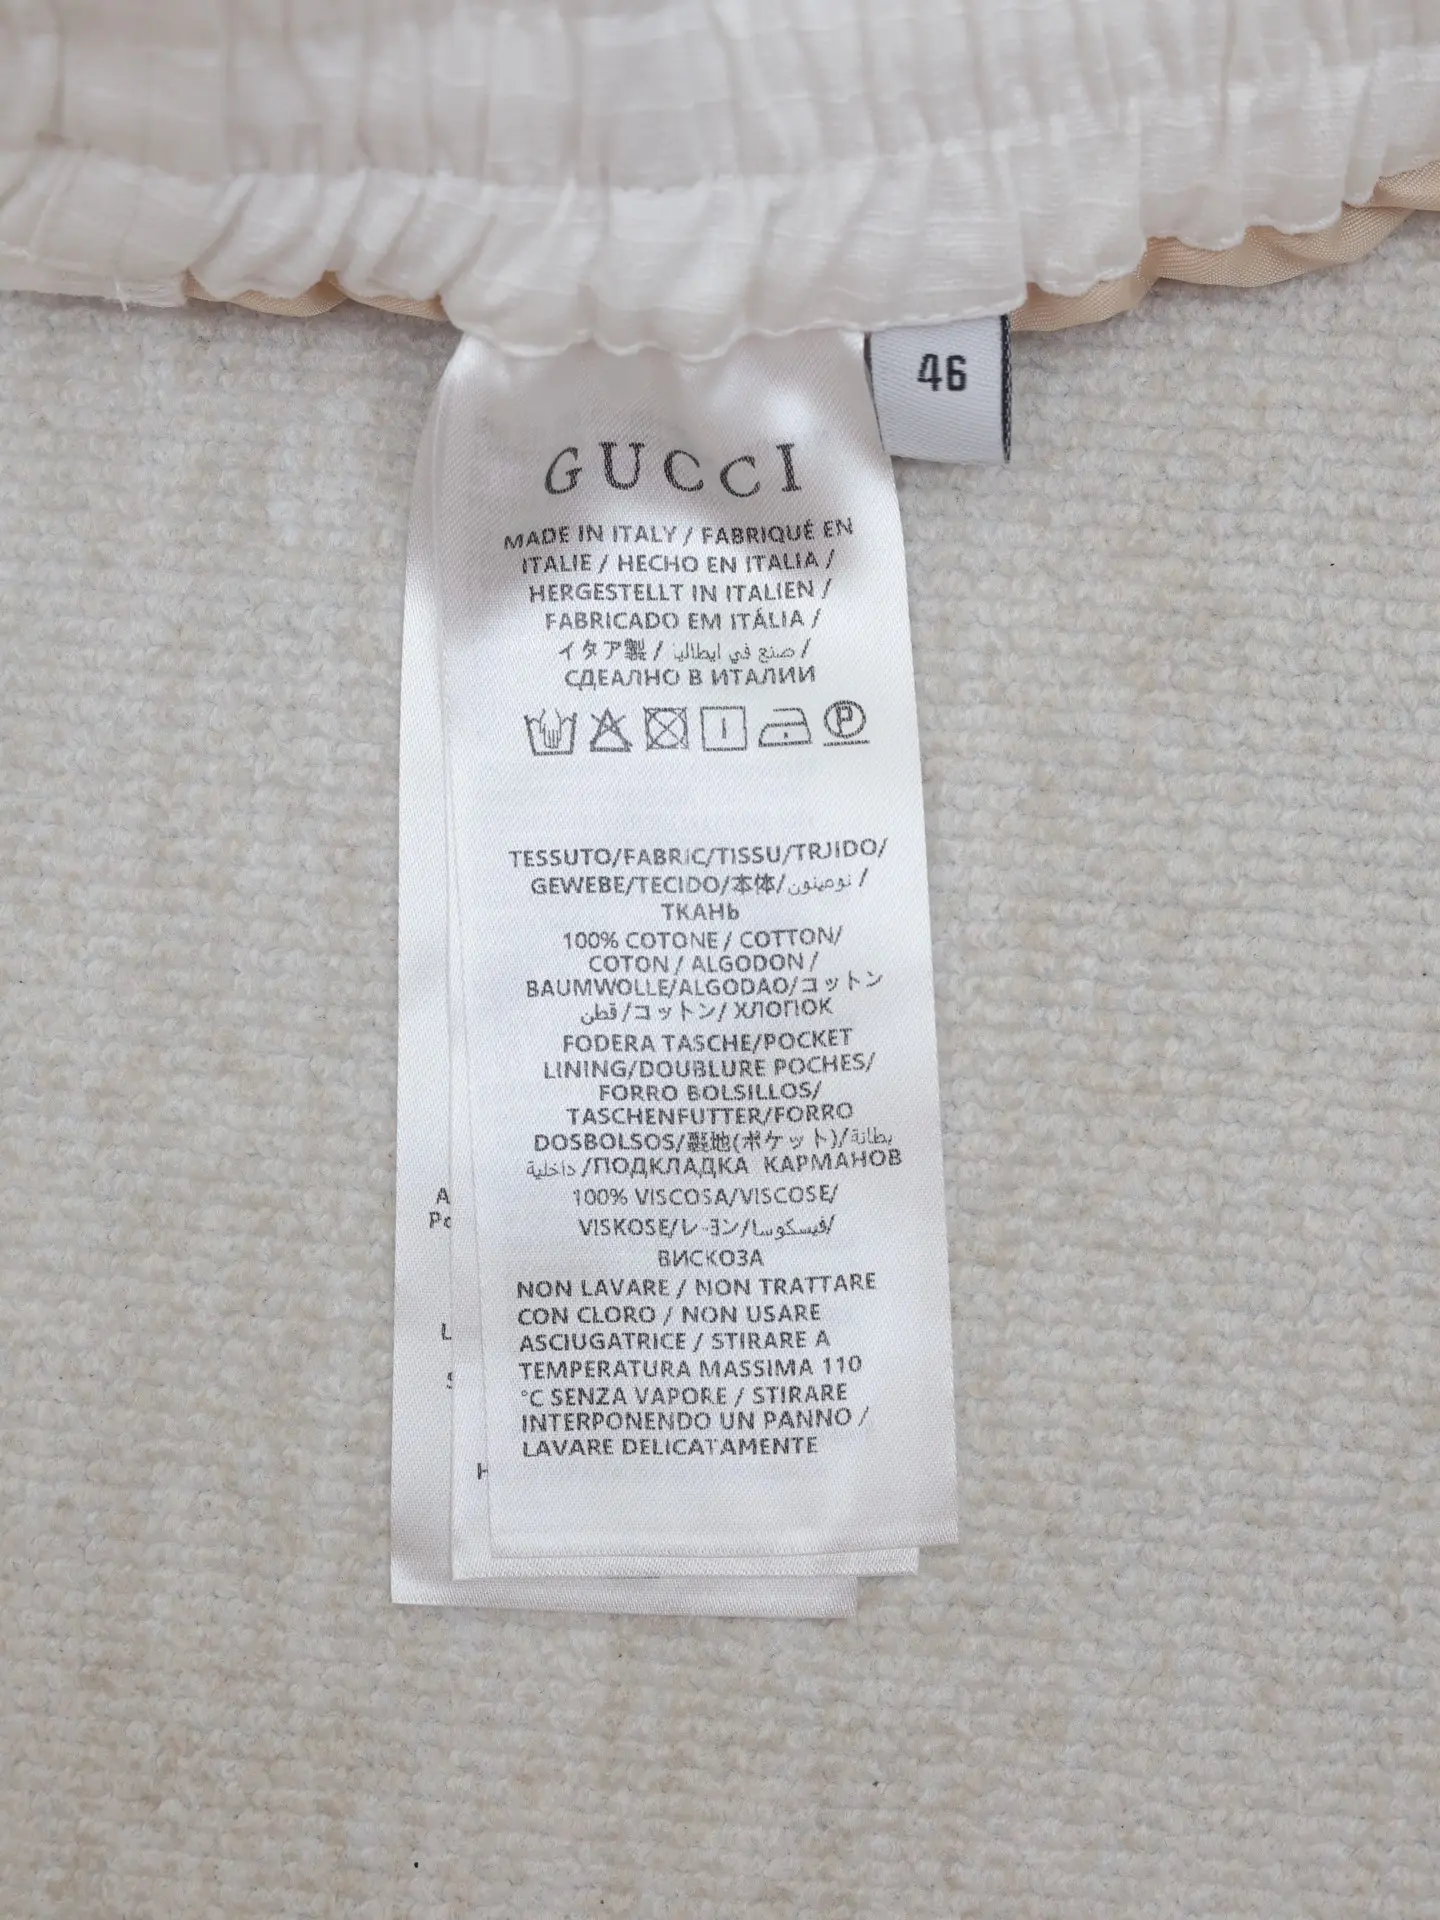 46
GUCCI
MADE IN ITALY / FABRIQUÉ EN
ITALIE / HECHO EN ITALIA /
HERGESTELLT IN ITALIEN /
FABRICADO EM ITÁLIA /
イタア製 / صنع في ايطاليا /
СДЕАЛНО В ИТАЛИИ
P
TESSUTO/FABRIC/TISSU/TRJIDO/
GEWEBE/TECIDO/本体/نوصينون /
ТКАНЬ
100% COTONE / COTTON/
COTON / ALGODON /
BAUMWOLLE/ALGODAO/コットン
قطن /コットン/ ХЛОПОК
FODERA TASCHE/POCKET
LINING/DOUBLURE POCHES/
FORRO BOLSILLOS/
TASCHENFUTTER/FORRO
DOSBOLSOS/裏地(ポケット)/بطانة
داخلية /ПОДКЛАДКА КАРМАНОВ
100% VISCOSA/VISCOSE/
VISKOSE/レーヨン/فيسكوسا/
ВИСКОЗА
NON LAVARE / NON TRATTARE
CON CLORO / NON USARE
ASCIUGATRICE / STIRARE A
TEMPERATURA MASSIMA 110
°C SENZA VAPORE / STIRARE
INTERPONENDO UN PANNO /
LAVARE DELICATAMENTE